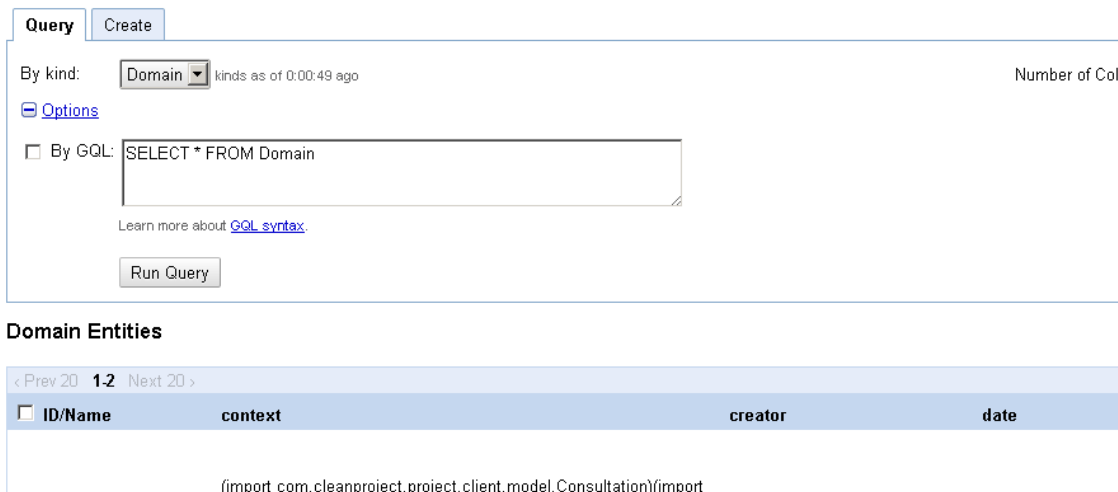 Query Create
By kind: Domain kinds as of 0:00:49 ago Number of Col
Options
By GQL: SELECT * FROM Domain
Learn more about GQL syntax.
Run Query
Domain Entities
‹ Prev 20 1-2 Next 20 ›
ID/Name context creator date
(import com.cleanproject.project.client.model.Consultation)(import